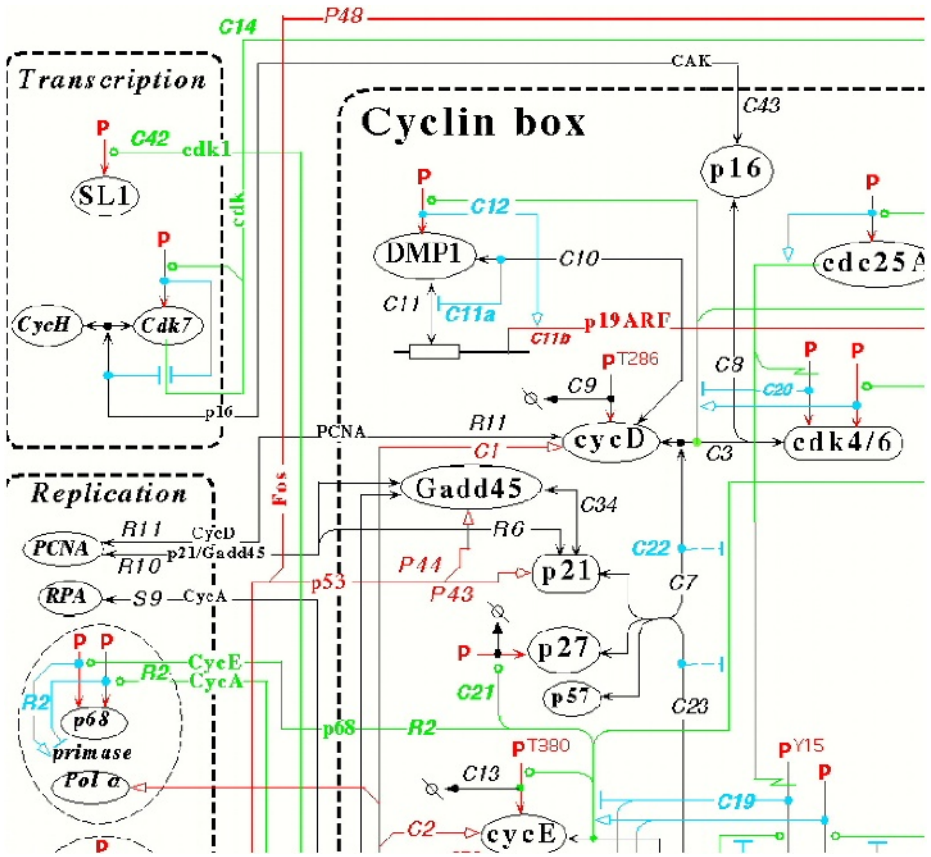 P48
C14
Transcription
CAK
C43
Cyclin box
P
C42
cdk1
SL1
p16
cdk
P
C12
P
P
DMP1
C10
cdc25A
CycH
Cdk7
C11
C11a
C11b
p19ARF
P T286
C8
P
P
C9
C20
p16
PCNA
R11
C1
cycD
C3
cdk4/6
Fos
Gadd45
C34
Replication
R11
CycD
PCNA
p21/Gadd45
R10
R6
P44
C22
p53
P43
p21
C7
RPA
S9
CycA
P
P
CycE
R2
CycA
P
p27
C21
p57
C23
R2
p68
p68
R2
primase
Pol α
P T380
P Y15
P
C13
C19
C2
cycE
P